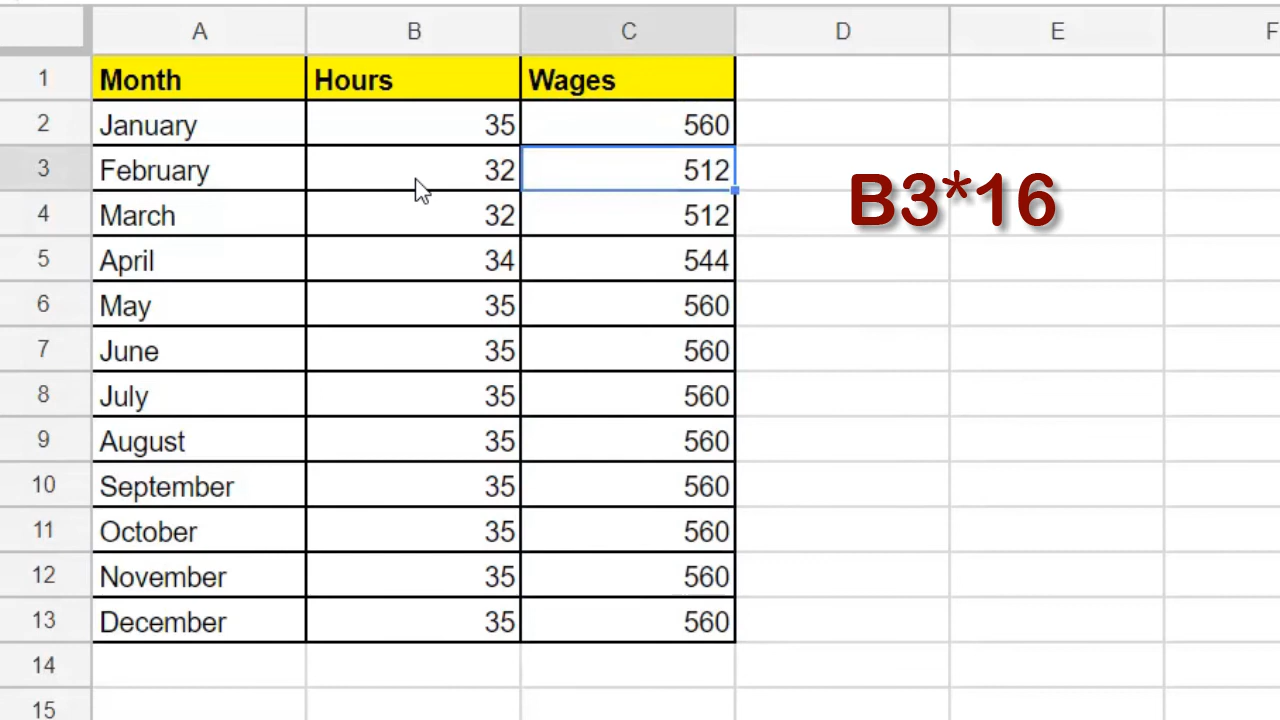 A B C D E F
1 Month Hours Wages
2 January 35 560
3 February 32 512
B3*16
4 March 32 512
5 April 34 544
6 May 35 560
7 June 35 560
8 July 35 560
9 August 35 560
10 September 35 560
11 October 35 560
12 November 35 560
13 December 35 560
14
15